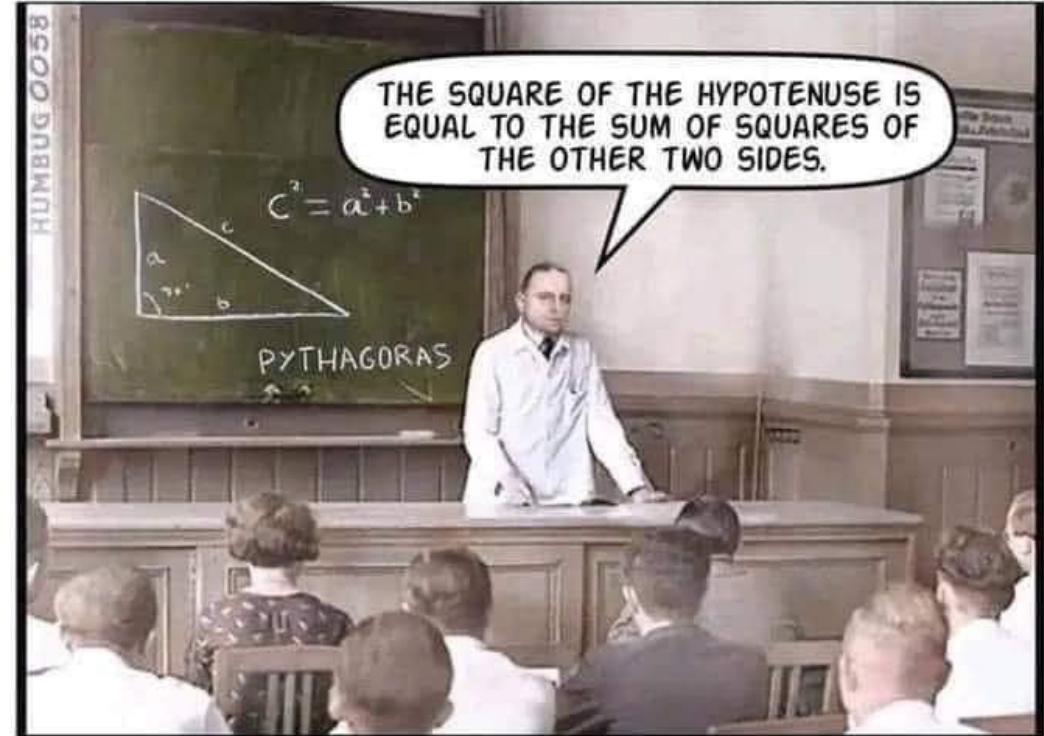 HUMBUG 0058
THE SQUARE OF THE HYPOTENUSE IS
EQUAL TO THE SUM OF SQUARES OF
THE OTHER TWO SIDES.
c² = a² + b²
c
a
b
PYTHAGORAS